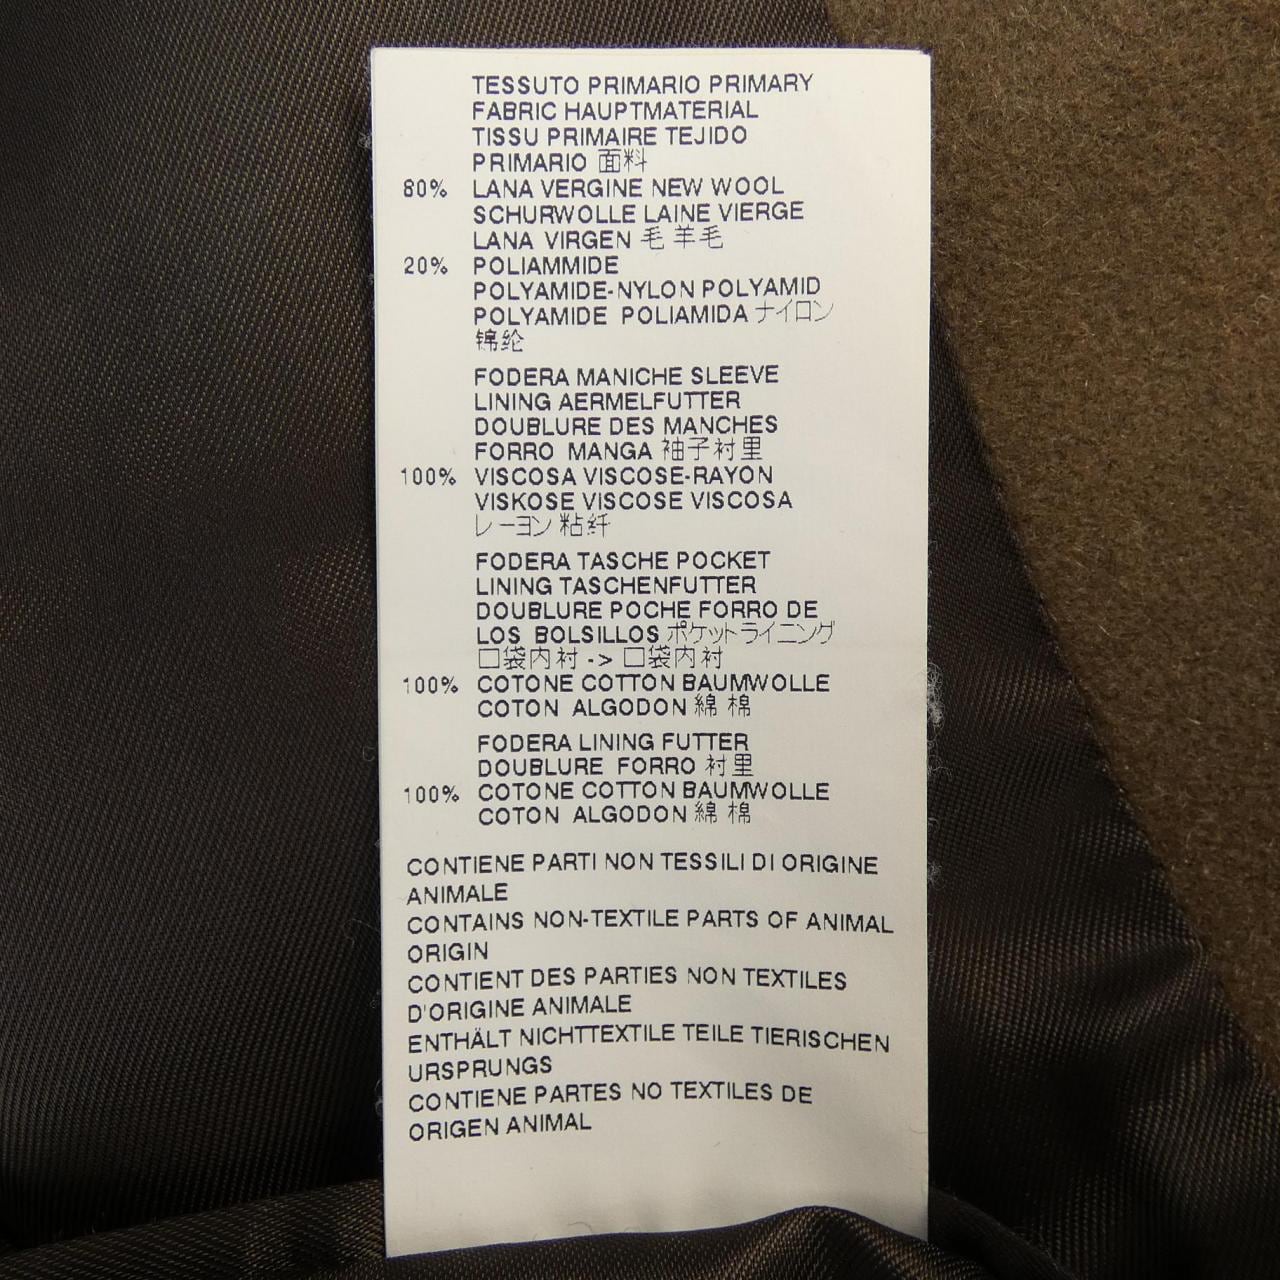 TESSUTO PRIMARIO PRIMARY
FABRIC HAUPTMATERIAL
TISSU PRIMAIRE TEJIDO
PRIMARIO 面料
80% LANA VERGINE NEW WOOL
SCHURWOLLE LAINE VIERGE
LANA VIRGEN 毛 羊毛
20% POLIAMMIDE
POLYAMIDE-NYLON POLYAMID
POLYAMIDE POLIAMIDA ナイロン
锦纶
FODERA MANICHE SLEEVE
LINING AERMELFUTTER
DOUBLURE DES MANCHES
FORRO MANGA 袖子衬里
100% VISCOSA VISCOSE-RAYON
VISKOSE VISCOSE VISCOSA
レーヨン 粘纤
FODERA TASCHE POCKET
LINING TASCHENFUTTER
DOUBLURE POCHE FORRO DE
LOS BOLSILLOS ポケットライニング
口袋内衬 -> 口袋内衬
100% COTONE COTTON BAUMWOLLE
COTON ALGODON 綿 棉
FODERA LINING FUTTER
DOUBLURE FORRO 衬里
100% COTONE COTTON BAUMWOLLE
COTON ALGODON 綿 棉
CONTIENE PARTI NON TESSILI DI ORIGINE
ANIMALE
CONTAINS NON-TEXTILE PARTS OF ANIMAL
ORIGIN
CONTIENT DES PARTIES NON TEXTILES
D'ORIGINE ANIMALE
ENTHÄLT NICHTTEXTILE TEILE TIERISCHEN
URSPRUNGS
CONTIENE PARTES NO TEXTILES DE
ORIGEN ANIMAL